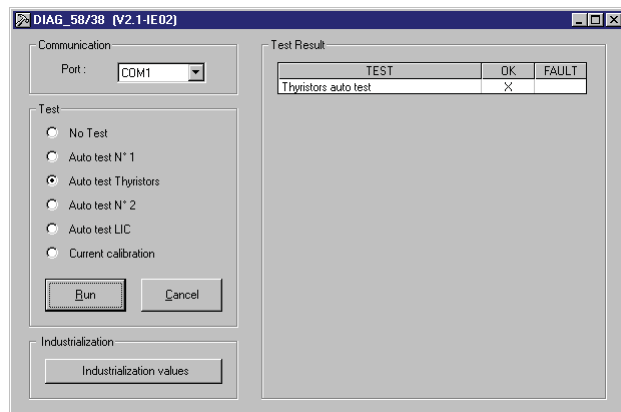 DIAG_58/38 (V2.1-IE02)
Communication
Port :
COM1
Test
No Test
Auto test N° 1
Auto test Thyristors
Auto test N° 2
Auto test LIC
Current calibration
Run
Cancel
Industrialization
Industrialization values
Test Result
TEST OK FAULT
Thyristors auto test X